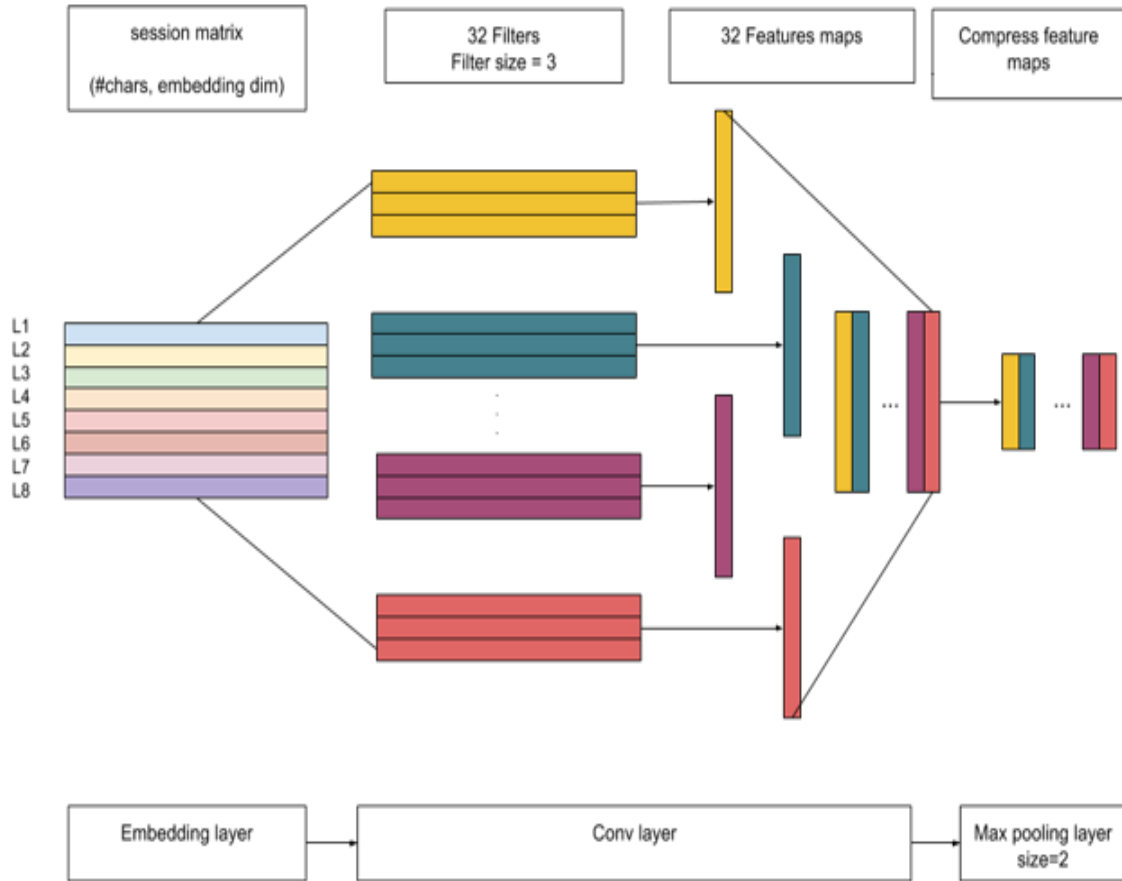 session matrix
(#chars, embedding dim)
32 Filters
Filter size = 3
32 Features maps
Compress feature
maps
L1
L2
L3
L4
L5
L6
L7
L8
...
...
Embedding layer
Conv layer
Max pooling layer
size=2